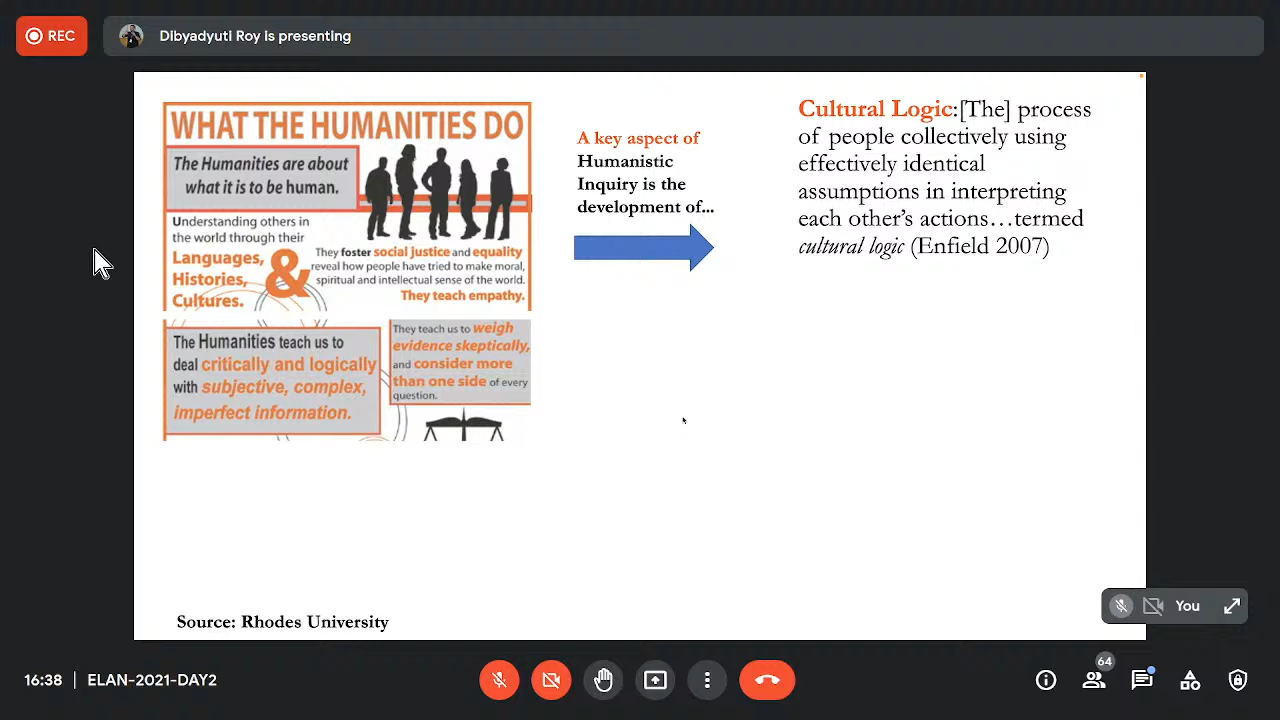 REC
Dibyadyuti Roy is presenting
WHAT THE HUMANITIES DO
The Humanities are about
what it is to be human.
Understanding others in
the world through their
Languages,
Histories,
Cultures.
&
They foster social justice and equality
reveal how people have tried to make moral,
spiritual and intellectual sense of the world.
They teach empathy.
The Humanities teach us to
deal critically and logically
with subjective, complex,
imperfect information.
They teach us to weigh
evidence skeptically,
and consider more
than one side of every
question.
A key aspect of
Humanistic
Inquiry is the
development of...
Cultural Logic:[The] process
of people collectively using
effectively identical
assumptions in interpreting
each other's actions…termed
cultural logic (Enfield 2007)
Source: Rhodes University
You
16:38 | ELAN-2021-DAY2
64